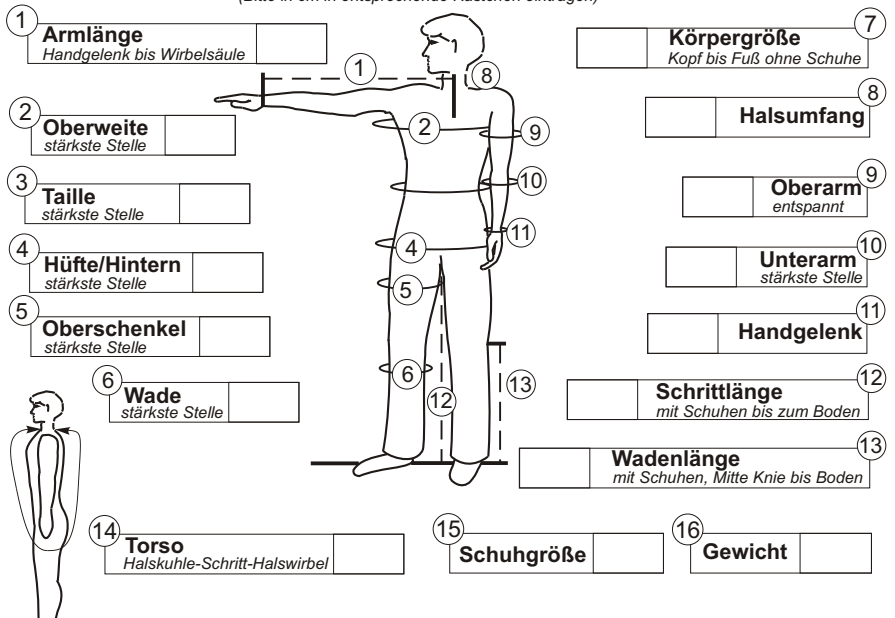 (Bitte in cm in entsprechende Kästchen eintragen)
1
Armlänge
Handgelenk bis Wirbelsäule
2
Oberweite
stärkste Stelle
3
Taille
stärkste Stelle
4
Hüfte/Hintern
stärkste Stelle
5
Oberschenkel
stärkste Stelle
6
Wade
stärkste Stelle
1
8
2
9
10
11
4
5
6
12
13
7
Körpergröße
Kopf bis Fuß ohne Schuhe
8
Halsumfang
9
Oberarm
entspannt
10
Unterarm
stärkste Stelle
11
Handgelenk
12
Schrittlänge
mit Schuhen bis zum Boden
13
Wadenlänge
mit Schuhen, Mitte Knie bis Boden
14
Torso
Halskuhle-Schritt-Halswirbel
15
Schuhgröße
16
Gewicht